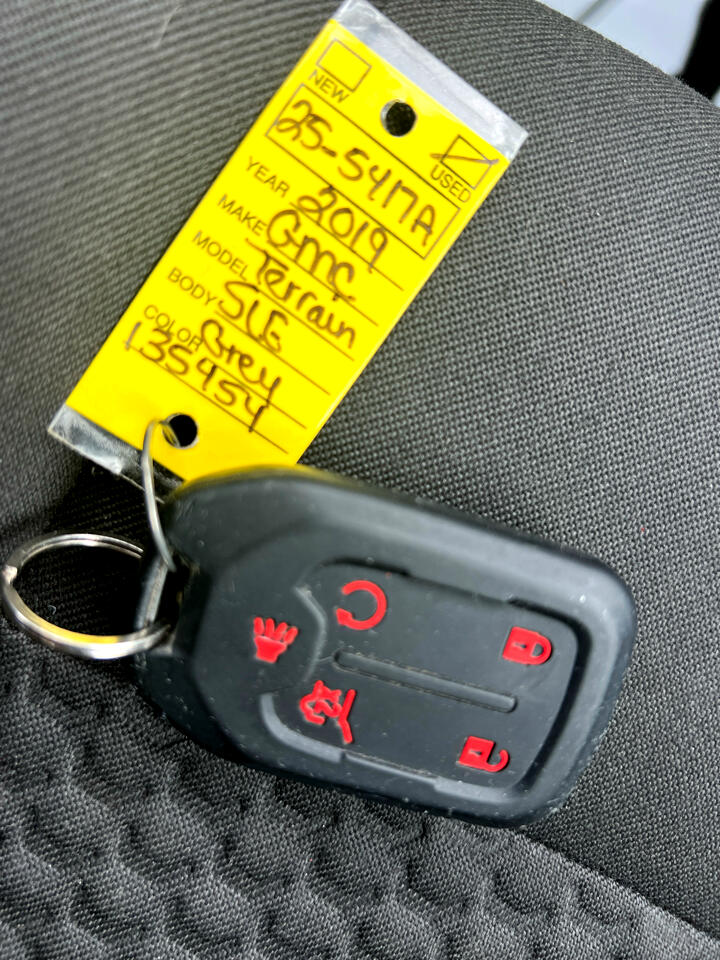 NEW
USED
25-5417A
YEAR 2019
MAKE GMC
MODEL Terrain
BODY SLE
COLOR Grey
135454